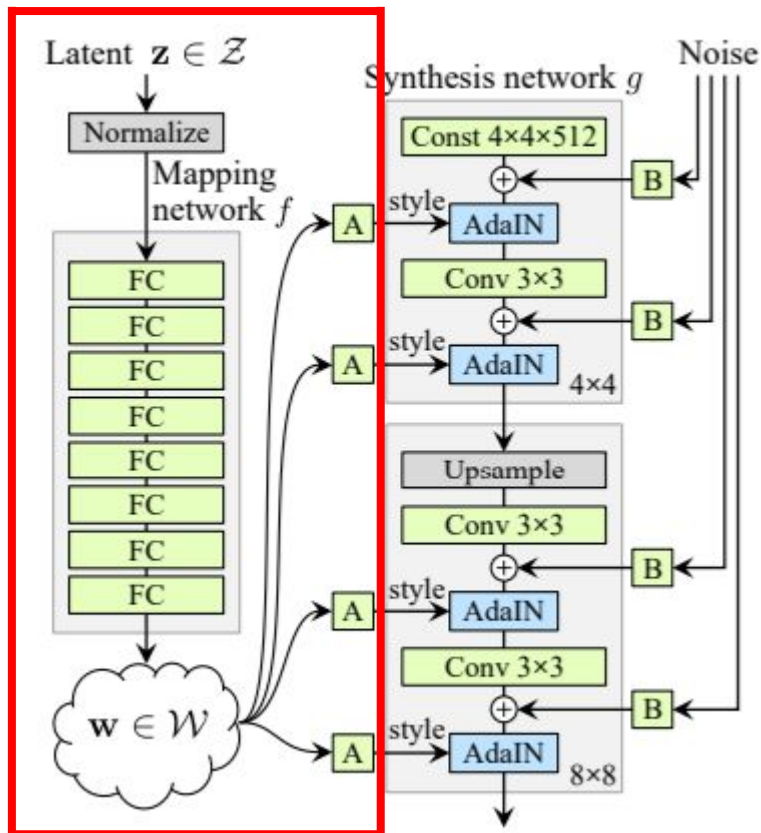 Latent z ∈ 𝒵
Normalize
Mapping
network f
FC
FC
FC
FC
FC
FC
FC
FC
w ∈ 𝒲
A
A
A
A
Synthesis network g
Noise
Const 4×4×512
B
style
AdaIN
Conv 3×3
B
style
AdaIN
4×4
Upsample
Conv 3×3
B
style
AdaIN
Conv 3×3
B
style
AdaIN
8×8